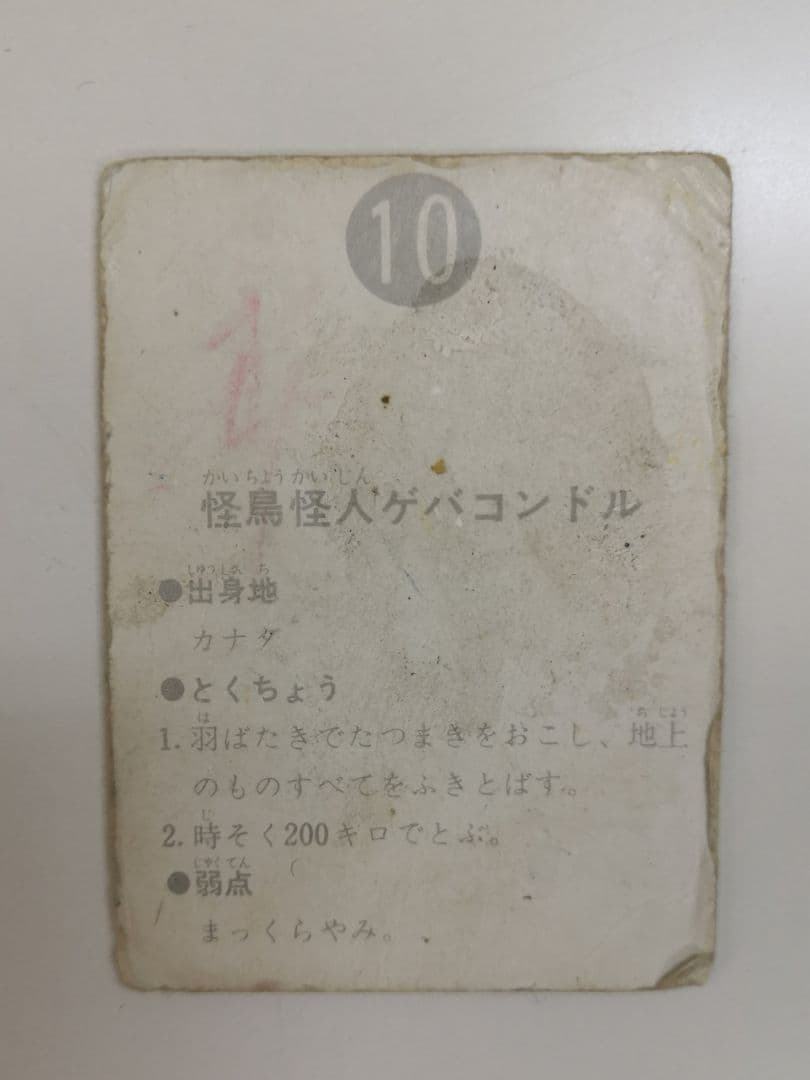 10
かいちょうかいじん
怪鳥怪人ゲバコンドル
しゅっしん ち
●出身地
カナダ
●とくちょう
は ち じょう
1. 羽ばたきでたつまきをおこし、地上
のものすべてをふきとばす。
じ
2. 時そく200キロでとぶ。
じゃくてん
●弱点
まっくらやみ。